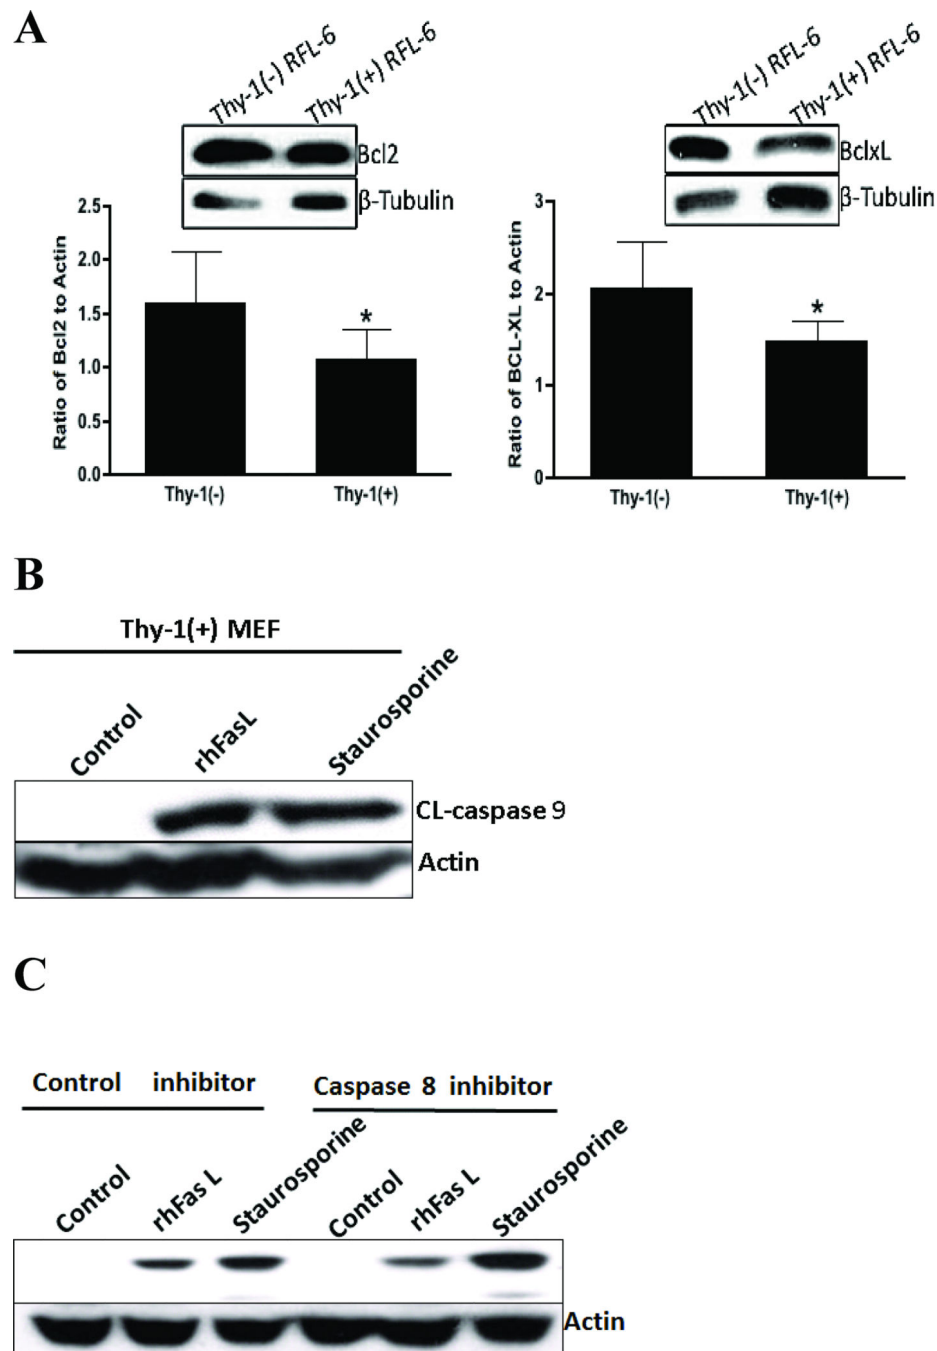 A
Thy-1(-) RFL-6
Thy-1(+) RFL-6
Bcl2
β-Tubulin
2.5
2.0
1.5
1.0
0.5
0.0
Ratio of Bcl2 to Actin
*
Thy-1(-)
Thy-1(+)
Thy-1(-) RFL-6
Thy-1(+) RFL-6
BclxL
β-Tubulin
3
2
1
0
Ratio of BCL-XL to Actin
*
Thy-1(-)
Thy-1(+)
B
Thy-1(+) MEF
Control
rhFasL
Staurosporine
CL-caspase 9
Actin
C
Control inhibitor
Caspase 8 inhibitor
Control
rhFas L
Staurosporine
Control
rhFas L
Staurosporine
Actin